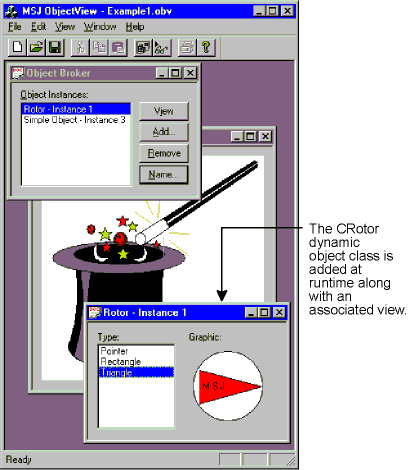 MSJ ObjectView - Example1.obv
File Edit View Window Help
Object Broker
Object Instances:
Rotor - Instance 1
Simple Object - Instance 3
View
Add...
Remove
Name...
The CRotor
dynamic
object class is
added at
runtime along
with an
associated view.
Rotor - Instance 1
Type:
Graphic:
Pointer
Rectangle
Triangle
MSJ
Ready